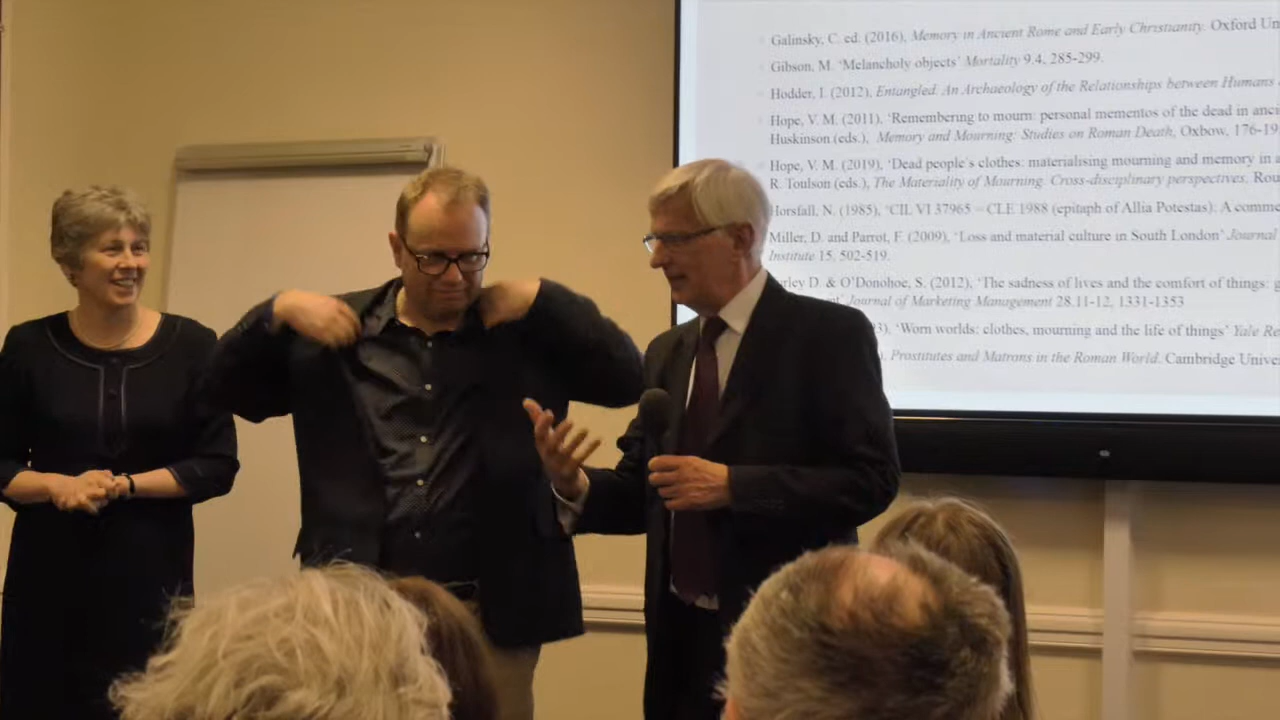 Galinsky, C. ed. (2016), Memory in Ancient Rome and Early Christianity. Oxford Un
Gibson, M. 'Melancholy objects' Mortality 9.4, 285-299.
Hodder, I. (2012), Entangled. An Archaeology of the Relationships between Humans
Hope, V. M. (2011), 'Remembering to mourn: personal mementos of the dead in anci
Huskinson (eds.), Memory and Mourning: Studies on Roman Death, Oxbow, 176-19
Hope, V. M. (2019), 'Dead people's clothes: materialising mourning and memory in a
R. Toulson (eds.), The Materiality of Mourning. Cross-disciplinary perspectives, Rou
Horsfall, N. (1985), 'CIL VI 37965 – CLE 1988 (epitaph of Allia Potestas). A comme
Miller, D. and Parrot, F. (2009), 'Loss and material culture in South London' Journal
Institute 15, 502-519.
rley D. & O'Donohoe, S. (2012), 'The sadness of lives and the comfort of things: g
Journal of Marketing Management 28.11-12, 1331-1353
93), 'Worn worlds: clothes, mourning and the life of things' Yale Re
Prostitutes and Matrons in the Roman World. Cambridge Univer